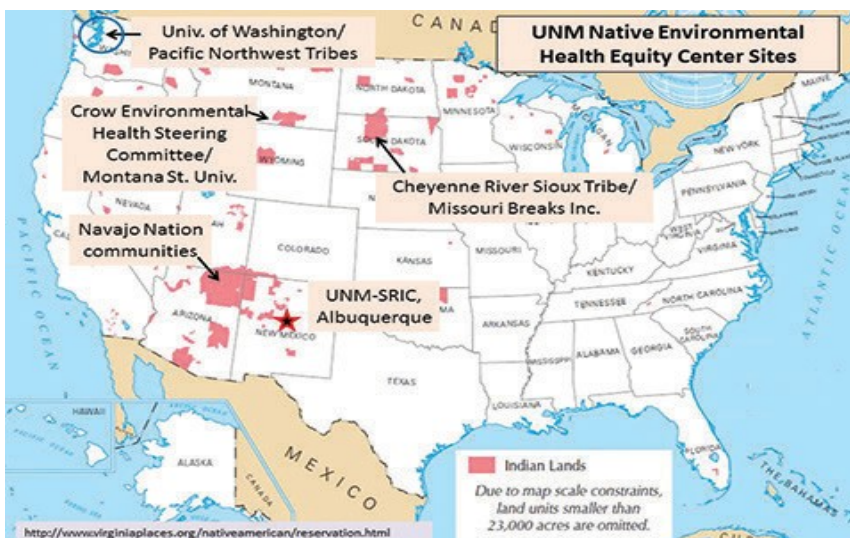 CANADA
Univ. of Washington/
Pacific Northwest Tribes
UNM Native Environmental
Health Equity Center Sites
MAINE
MONTANA
NORTH DAKOTA
MINNESOTA
MICHIGAN
Crow Environmental
Health Steering
Committee/
Montana St. Univ.
SOUTH DAKOTA
WISCONSIN
NEW YORK
WYOMING
Cheyenne River Sioux Tribe/
Missouri Breaks Inc.
PENNSYLVANIA
NEVADA
Navajo Nation
communities
COLORADO
KANSAS
MISSOURI
WEST
VIRGINIA
VIRGINIA
KENTUCKY
PACIFIC OCEAN
ATLANTIC OCEAN
UNM-SRIC,
Albuquerque
TENNESSEE
NORTH CAROLINA
ARIZONA
NEW MEXICO
ARKANSAS
SOUTH
CAROLINA
MISSISSIPPI
ALABAMA
GEORGIA
TEXAS
LOUISIANA
HAWAII
ALASKA
CANADA
MEXICO
FLORIDA
THE BAHAMAS
Indian Lands
Due to map scale constraints,
land units smaller than
23,000 acres are omitted.
http://www.virginiaplaces.org/nativeamerican/reservation.html